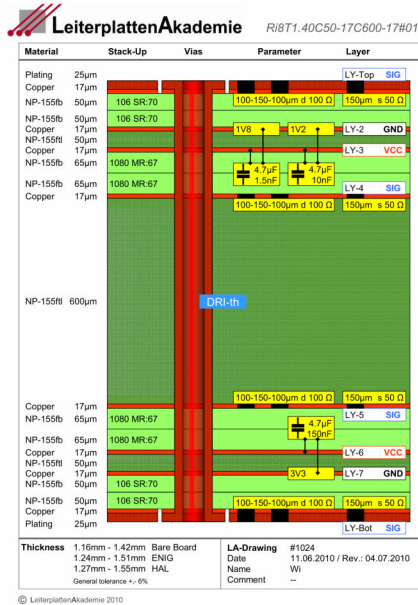 LeiterplattenAkademie Ri8T1.40C50-17C600-17#01
Material Stack-Up Vias Parameter Layer
Plating 25µm LY-Top SIG
Copper 17µm
NP-155fb 50µm 106 SR:70 100-150-100µm d 100 Ω 150µm s 50 Ω
NP-155fb 50µm 106 SR:70
Copper 17µm 1V8 1V2 LY-2 GND
NP-155ftl 50µm
Copper 17µm LY-3 VCC
NP-155fb 65µm 1080 MR:67 4.7µF 4.7µF
1.5nF 10nF
NP-155fb 65µm 1080 MR:67 LY-4 SIG
Copper 17µm
100-150-100µm d 100 Ω 150µm s 50 Ω
NP-155ftl 600µm DRI-th
100-150-100µm d 100 Ω 150µm s 50 Ω
Copper 17µm
NP-155fb 65µm 1080 MR:67 4.7µF LY-5 SIG
150nF
NP-155fb 65µm 1080 MR:67
Copper 17µm LY-6 VCC
NP-155ftl 50µm
Copper 17µm 3V3 LY-7 GND
NP-155fb 50µm 106 SR:70
NP-155fb 50µm 106 SR:70 100-150-100µm d 100 Ω 150µm s 50 Ω
Copper 17µm
Plating 25µm LY-Bot SIG
Thickness 1.16mm - 1.42mm Bare Board LA-Drawing #1024
1.24mm - 1.51mm ENIG Date 11.06.2010 / Rev.: 04.07.2010
1.27mm - 1.55mm HAL Name Wi
General tolerance +,- 6% Comment --
© LeiterplattenAkademie 2010